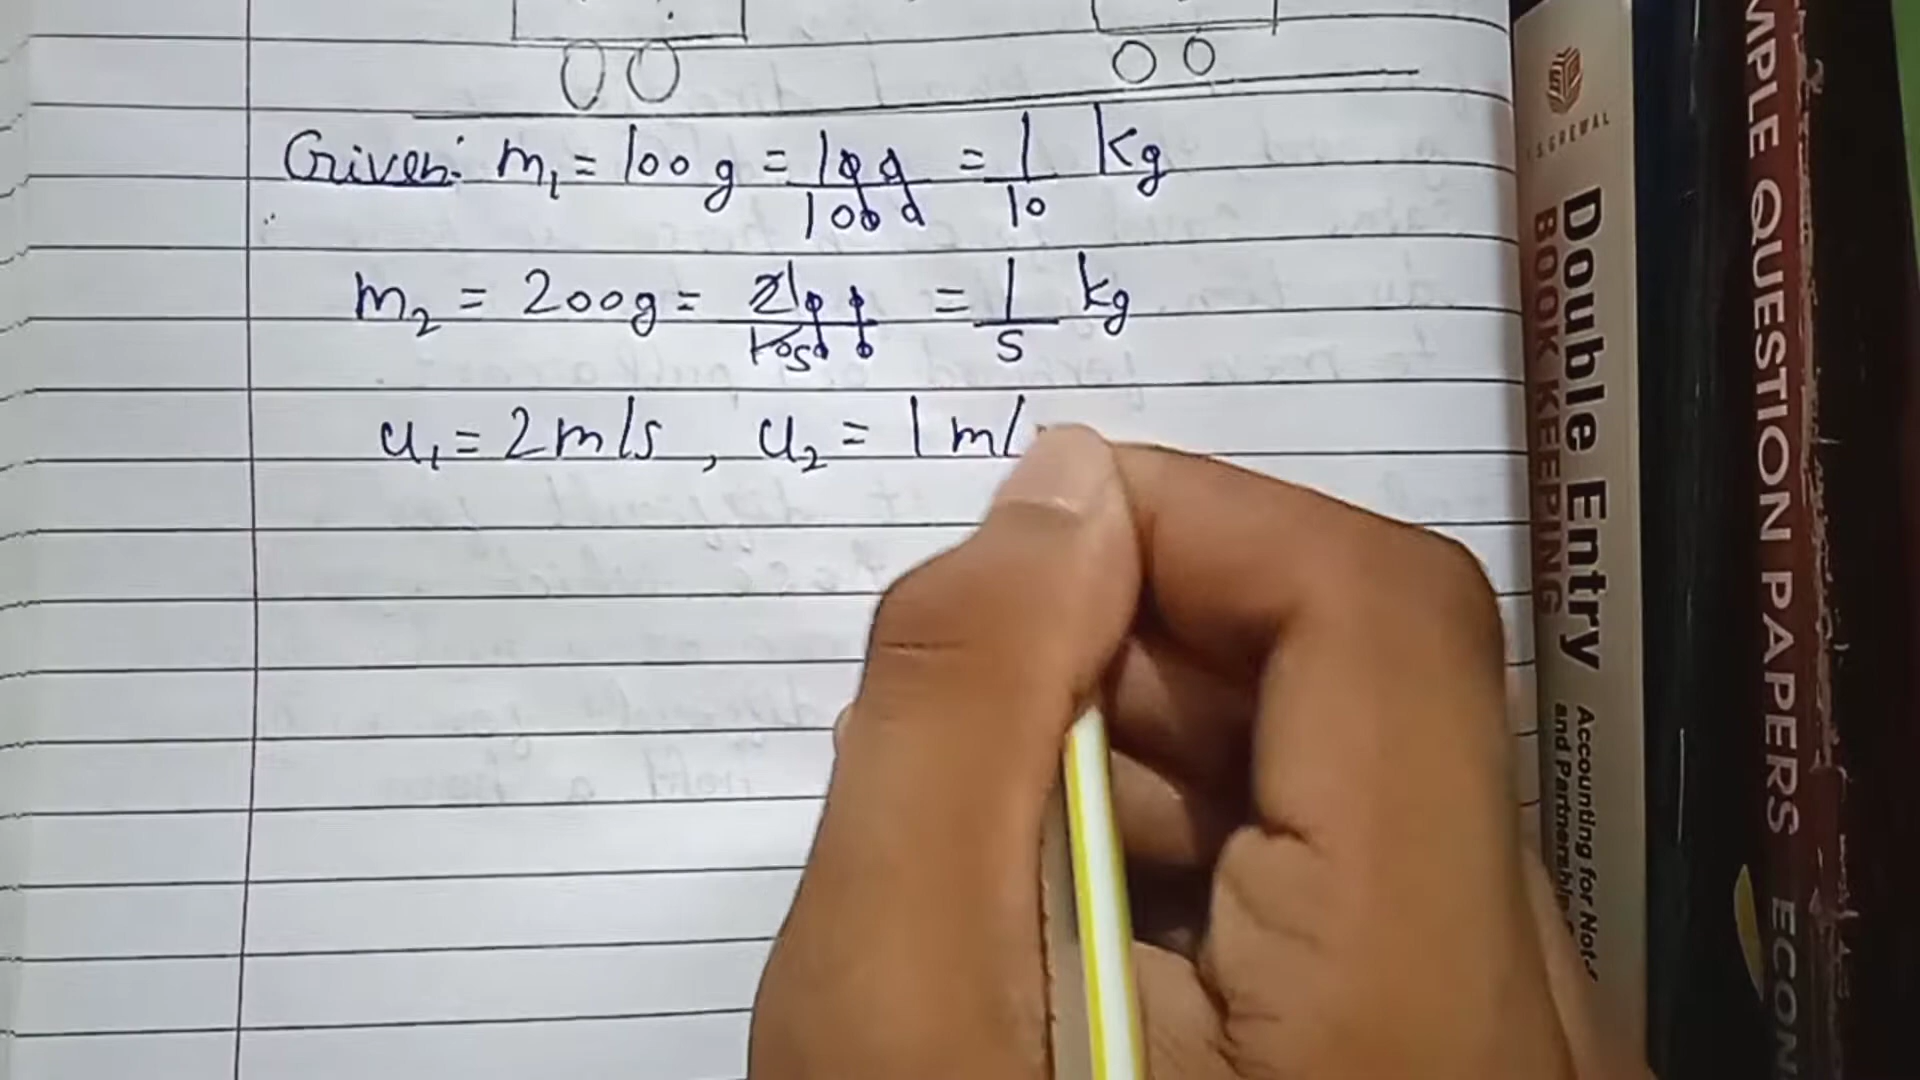 Given: m₁ = 100 g = 100/1000 = 1/10 kg
m₂ = 200g = 200/1000 = 1/5 kg
u₁ = 2 m/s , u₂ = 1 m/
T.S. GREWAL
Double Entry
BOOK KEEPING
Accounting for Not-
and Partnership
MPLE QUESTION PAPERS ECON